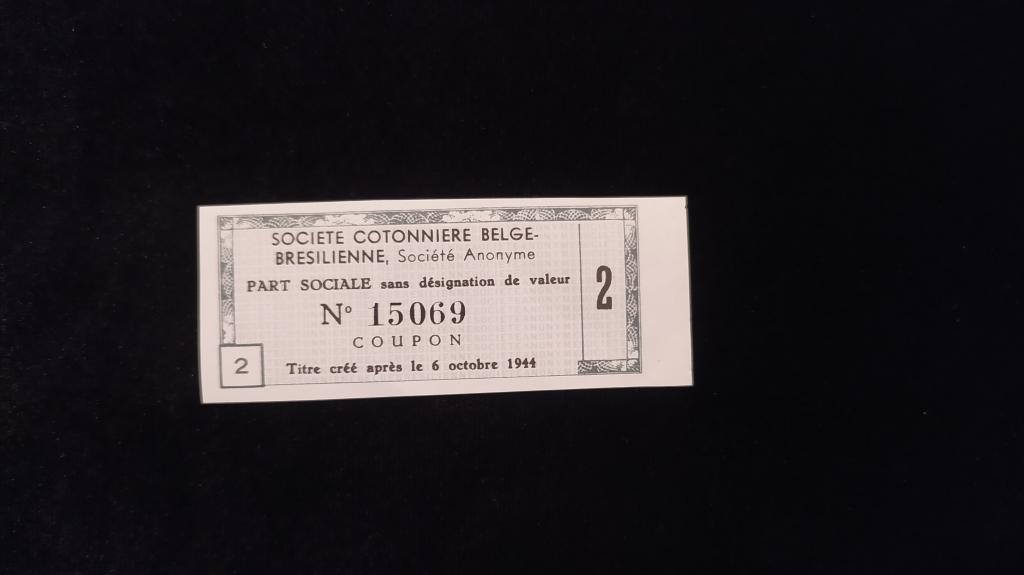 SOCIETE COTONNIERE BELGE-
BRESILIENNE, Société Anonyme
PART SOCIALE sans désignation de valeur
Nº 15069
COUPON
Titre créé après le 6 octobre 1944
2
2